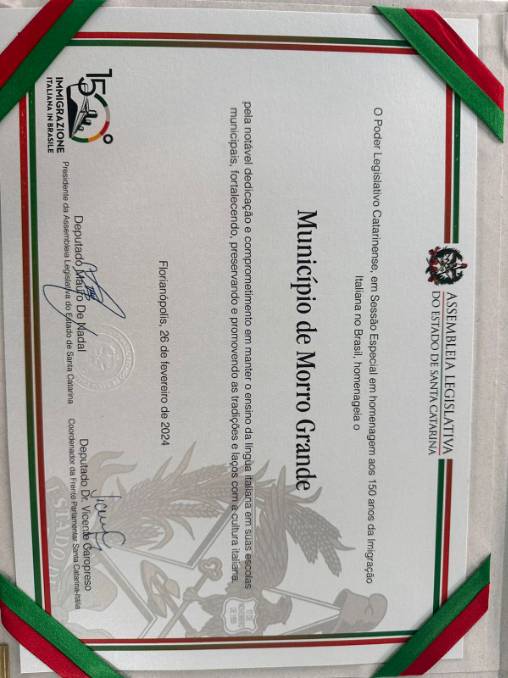 ASSEMBLEIA LEGISLATIVA
DO ESTADO DE SANTA CATARINA
O Poder Legislativo Catarinense, em Sessão Especial em homenagem aos 150 anos da Imigração
Italiana no Brasil, homenageia o
Município de Morro Grande
pela notável dedicação e comprometimento em manter o ensino da língua italiana em suas escolas
municipais, fortalecendo, preservando e promovendo as tradições e laços com a cultura italiana.
Florianópolis, 26 de fevereiro de 2024
150
IMMIGRAZIONE
ITALIANA IN BRASILE
Deputado Mauro De Nadal
Presidente da Assembleia Legislativa do Estado de Santa Catarina
Deputado Dr. Vicente Caropreso
Coordenador da Frente Parlamentar Santa Catarina-Itália